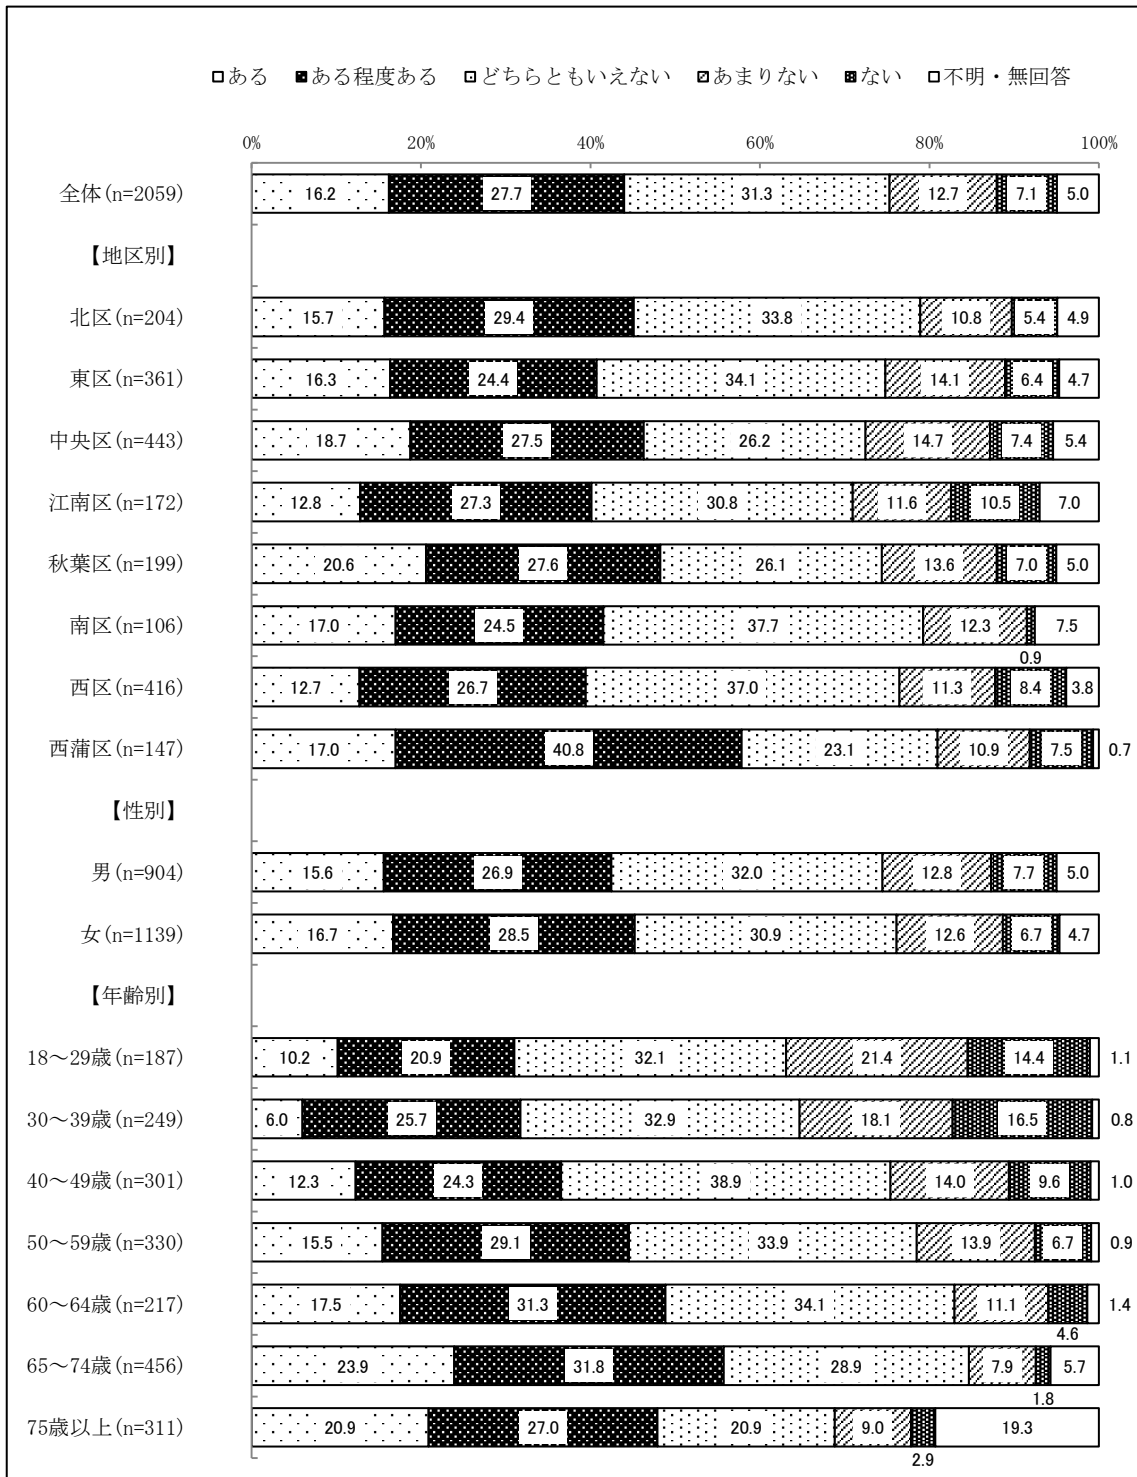 □ある ■ある程度ある □どちらともいえない □あまりない ■ない □不明・無回答
0% 20% 40% 60% 80% 100%
全体(n=2059) 16.2 27.7 31.3 12.7 7.1 5.0
【地区別】
北区(n=204) 15.7 29.4 33.8 10.8 5.4 4.9
東区(n=361) 16.3 24.4 34.1 14.1 6.4 4.7
中央区(n=443) 18.7 27.5 26.2 14.7 7.4 5.4
江南区(n=172) 12.8 27.3 30.8 11.6 10.5 7.0
秋葉区(n=199) 20.6 27.6 26.1 13.6 7.0 5.0
南区(n=106) 17.0 24.5 37.7 12.3 7.5
0.9
西区(n=416) 12.7 26.7 37.0 11.3 8.4 3.8
西蒲区(n=147) 17.0 40.8 23.1 10.9 7.5 0.7
【性別】
男(n=904) 15.6 26.9 32.0 12.8 7.7 5.0
女(n=1139) 16.7 28.5 30.9 12.6 6.7 4.7
【年齢別】
18～29歳(n=187) 10.2 20.9 32.1 21.4 14.4 1.1
30～39歳(n=249) 6.0 25.7 32.9 18.1 16.5 0.8
40～49歳(n=301) 12.3 24.3 38.9 14.0 9.6 1.0
50～59歳(n=330) 15.5 29.1 33.9 13.9 6.7 0.9
60～64歳(n=217) 17.5 31.3 34.1 11.1 1.4
4.6
65～74歳(n=456) 23.9 31.8 28.9 7.9 5.7
1.8
75歳以上(n=311) 20.9 27.0 20.9 9.0 19.3
2.9